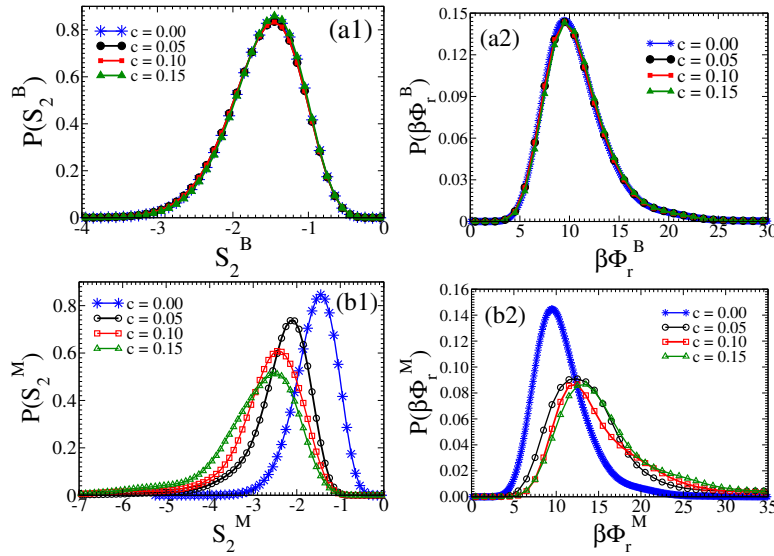 (a1)
c = 0.00
c = 0.05
c = 0.10
c = 0.15
P(S₂ᴮ)
0.8
0.6
0.4
0.2
0
-4 -3 -2 -1 0
S₂ᴮ
(a2)
c = 0.00
c = 0.05
c = 0.10
c = 0.15
P(βΦᵣᴮ)
0.15
0.12
0.09
0.06
0.03
0.00
0 5 10 15 20 25 30
βΦᵣᴮ
(b1)
c = 0.00
c = 0.05
c = 0.10
c = 0.15
P(S₂ᴹ)
0.8
0.6
0.4
0.2
0
-7 -6 -5 -4 -3 -2 -1 0
S₂ᴹ
(b2)
c = 0.00
c = 0.05
c = 0.10
c = 0.15
P(βΦᵣᴹ)
0.16
0.14
0.12
0.10
0.08
0.06
0.04
0.02
0.00
0 5 10 15 20 25 30 35
βΦᵣᴹ